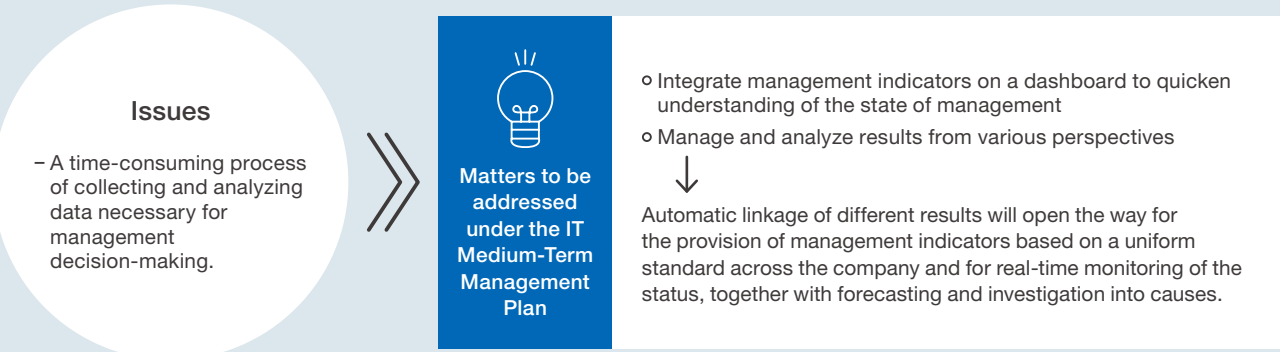 Issues
– A time-consuming process
of collecting and analyzing
data necessary for
management
decision-making.
Matters to be
addressed
under the IT
Medium-Term
Management
Plan
Integrate management indicators on a dashboard to quicken
understanding of the state of management
Manage and analyze results from various perspectives
Automatic linkage of different results will open the way for
the provision of management indicators based on a uniform
standard across the company and for real-time monitoring of the
status, together with forecasting and investigation into causes.